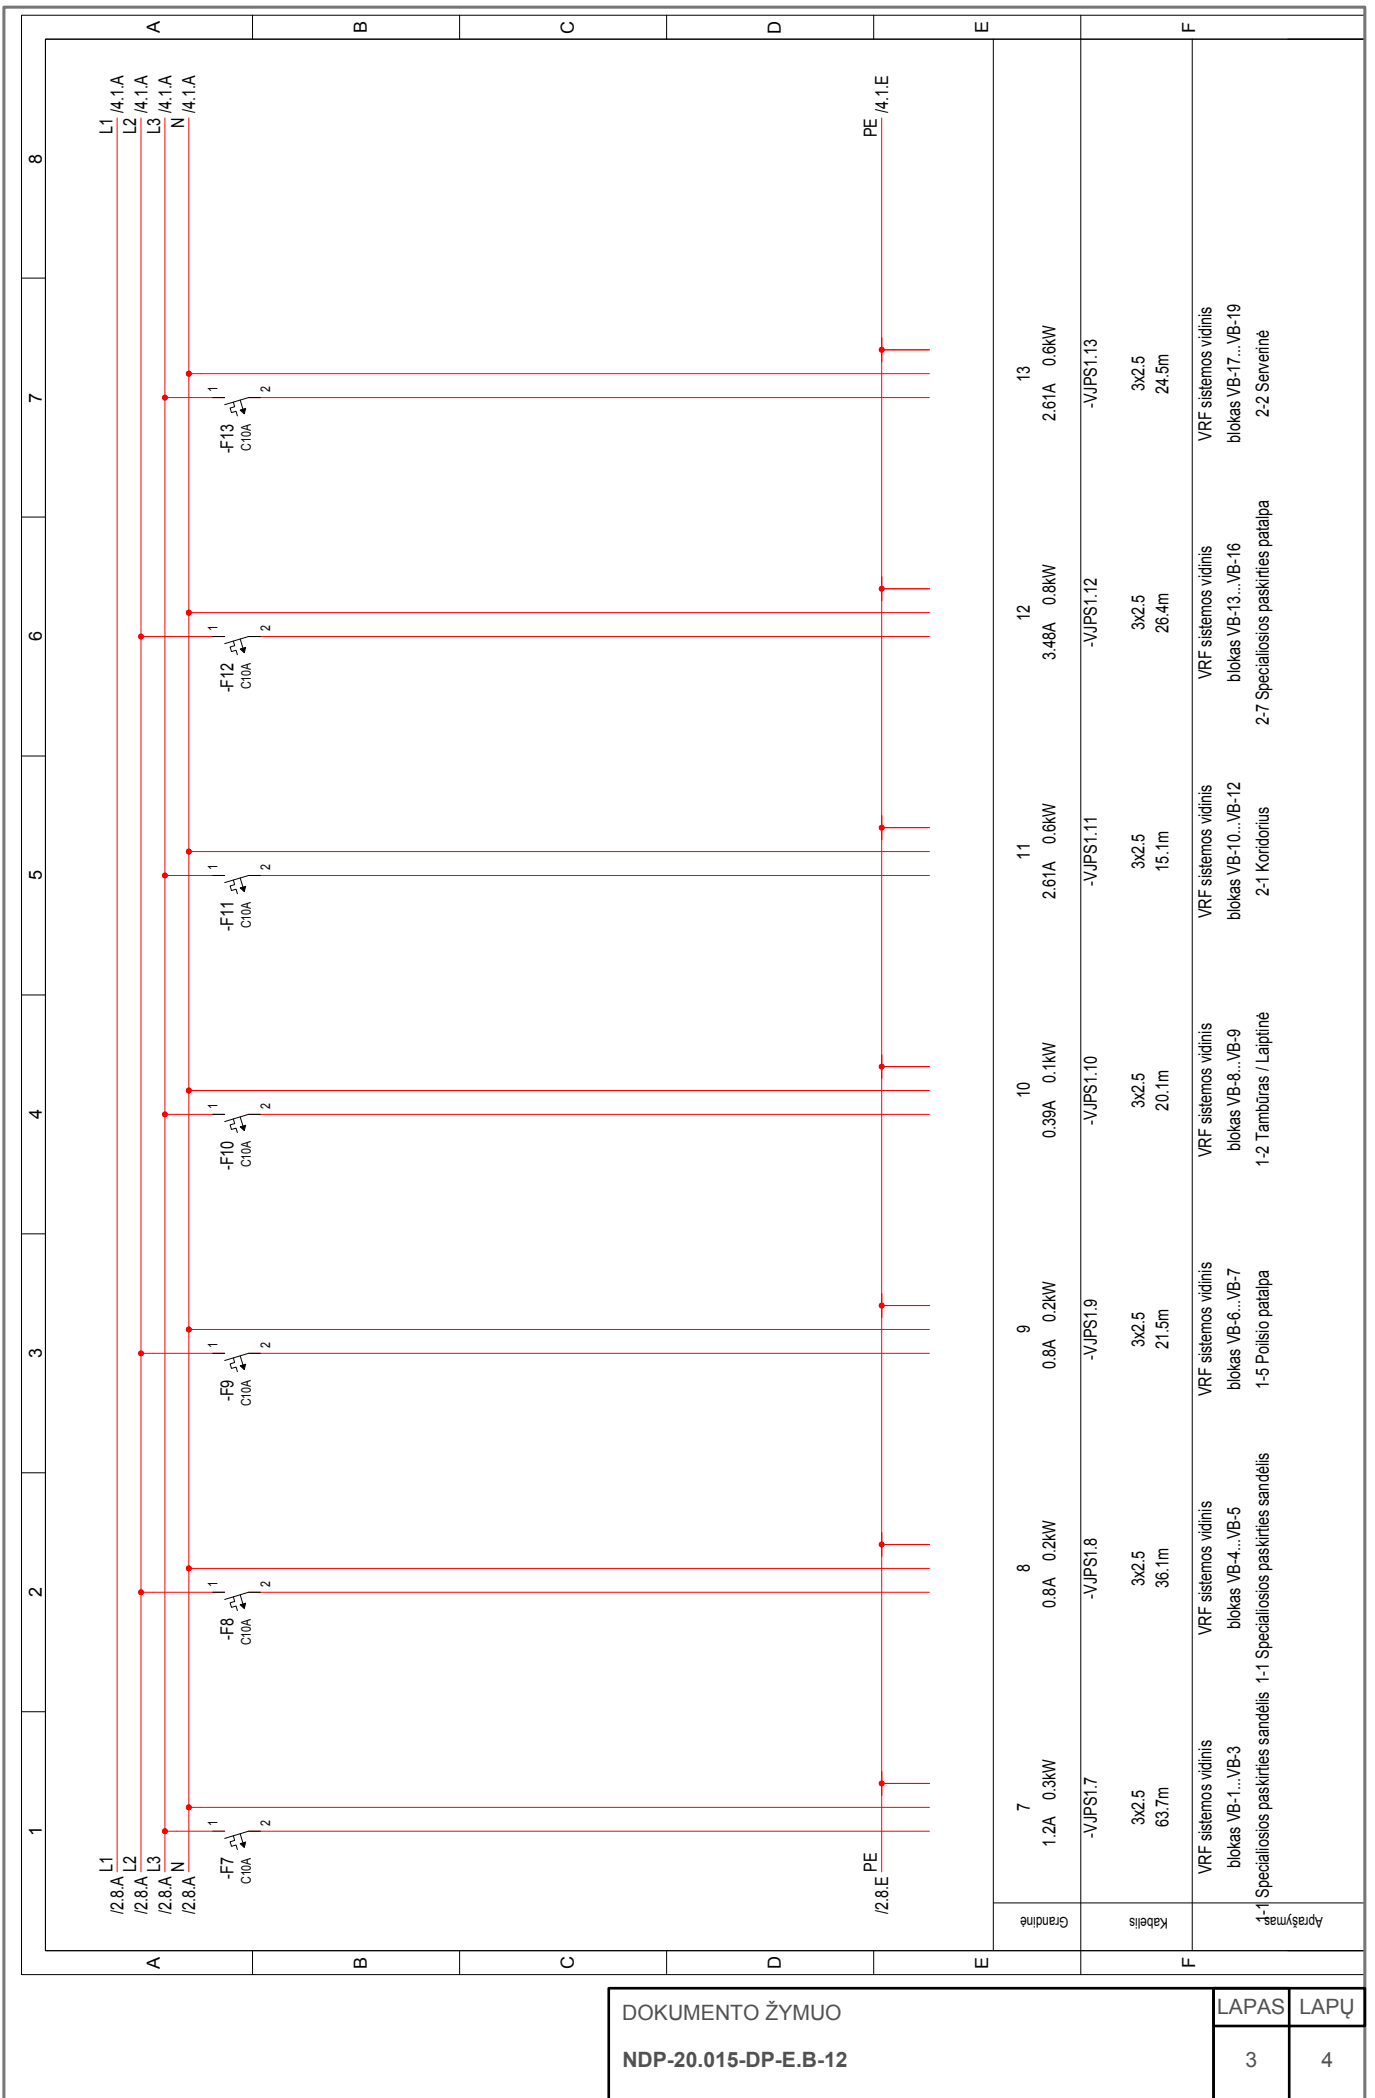 1 2 3 4 5 6 7 8
A
/2.8.A L1
L1 /4.1.A
/2.8.A L2
L2 /4.1.A
/2.8.A L3
L3 /4.1.A
/2.8.A N
N /4.1.A
-F7
C10A
1
2
-F8
C10A
1
2
-F9
C10A
1
2
-F10
C10A
1
2
-F11
C10A
1
2
-F12
C10A
1
2
-F13
C10A
1
2
A
B
B
C
C
D
D
/2.8.E PE
PE /4.1.E
E
E
Grandinė
7
1.2A 0.3kW
8
0.8A 0.2kW
9
0.8A 0.2kW
10
0.39A 0.1kW
11
2.61A 0.6kW
12
3.48A 0.8kW
13
2.61A 0.6kW
Kabelis
-VJPS1.7
3x2.5
63.7m
-VJPS1.8
3x2.5
36.1m
-VJPS1.9
3x2.5
21.5m
-VJPS1.10
3x2.5
20.1m
-VJPS1.11
3x2.5
15.1m
-VJPS1.12
3x2.5
26.4m
-VJPS1.13
3x2.5
24.5m
F
F
Aprašymas
VRF sistemos vidinis
blokas VB-1...VB-3
1-1 Specialiosios paskirties sandėlis
VRF sistemos vidinis
blokas VB-4...VB-5
1-1 Specialiosios paskirties sandėlis
VRF sistemos vidinis
blokas VB-6...VB-7
1-5 Poilsio patalpa
VRF sistemos vidinis
blokas VB-8...VB-9
1-2 Tambūras / Laiptinė
VRF sistemos vidinis
blokas VB-10...VB-12
2-1 Koridorius
VRF sistemos vidinis
blokas VB-13...VB-16
2-7 Specialiosios paskirties patalpa
VRF sistemos vidinis
blokas VB-17...VB-19
2-2 Serverinė
DOKUMENTO ŽYMUO
NDP-20.015-DP-E.B-12
LAPAS LAPŲ
3 4